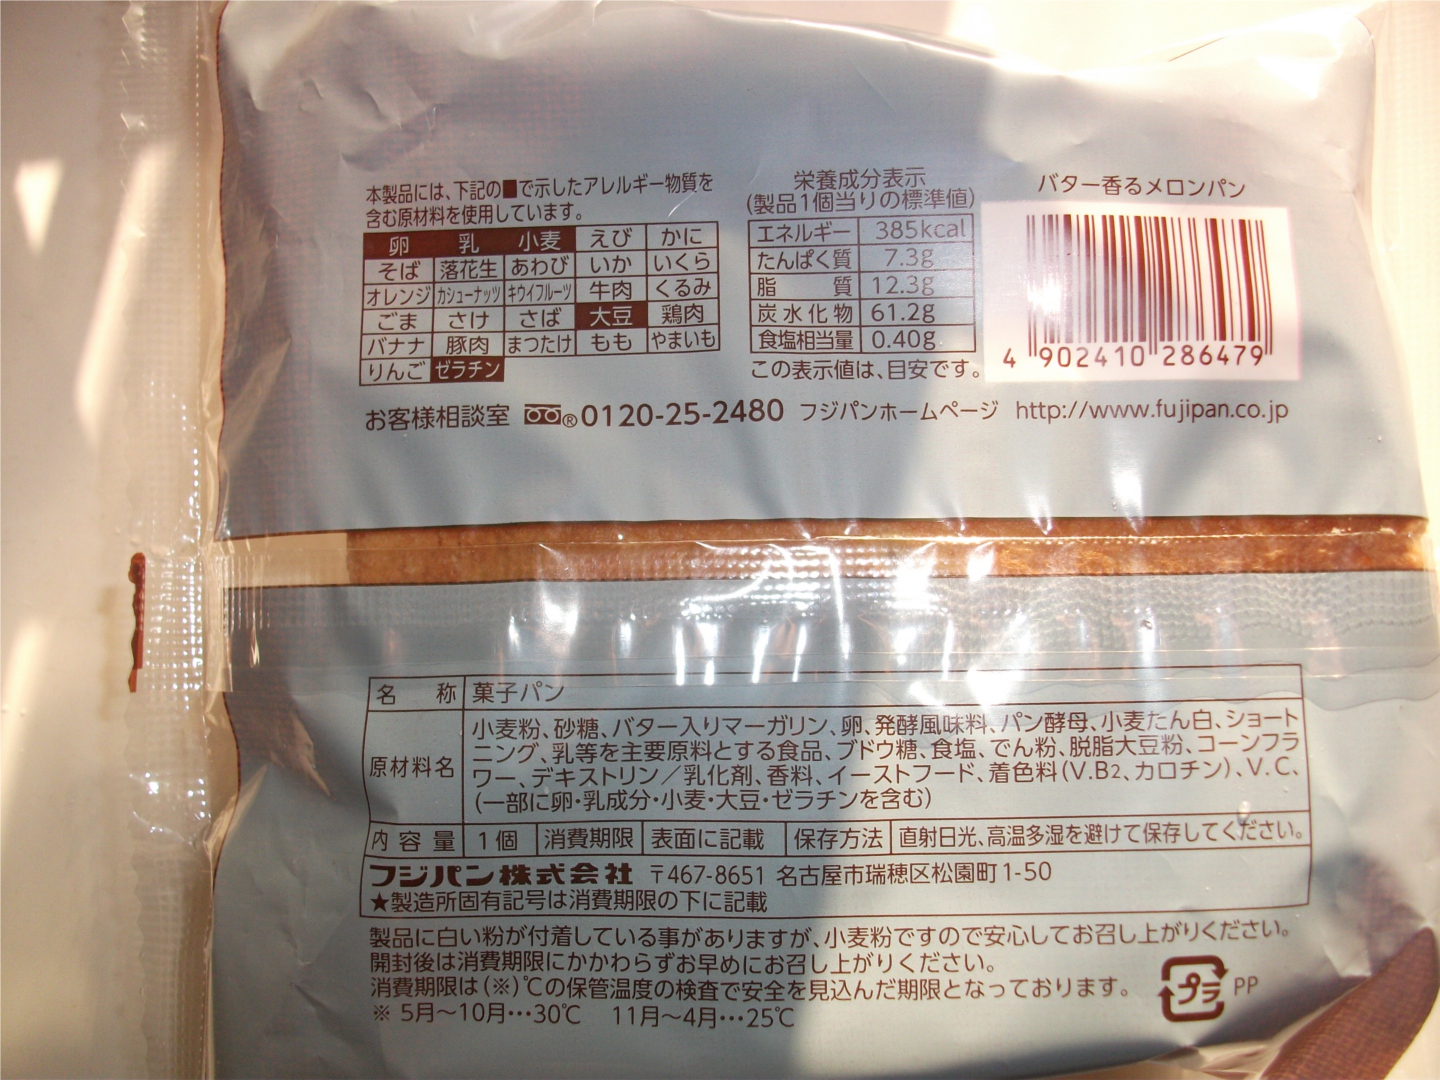 本製品には、下記の■で示したアレルギー物質を
含む原材料を使用しています。
卵 乳 小麦 えび かに
そば 落花生 あわび いか いくら
オレンジ カシューナッツ キウイフルーツ 牛肉 くるみ
ごま さけ さば 大豆 鶏肉
バナナ 豚肉 まつたけ もも やまいも
りんご ゼラチン
栄養成分表示
(製品1個当りの標準値)
エネルギー 385kcal
たんぱく質 7.3g
脂質 12.3g
炭水化物 61.2g
食塩相当量 0.40g
この表示値は、目安です。
バター香るメロンパン
4 902410 286479
お客様相談室 ®0120-25-2480 フジパンホームページ http://www.fujipan.co.jp
名称 菓子パン
原材料名 小麦粉、砂糖、バター入りマーガリン、卵、発酵風味料、パン酵母、小麦たん白、ショート
ニング、乳等を主要原料とする食品、ブドウ糖、食塩、でん粉、脱脂大豆粉、コーンフラ
ワー、デキストリン／乳化剤、香料、イーストフード、着色料(V.B2、カロチン)、V.C、
(一部に卵・乳成分・小麦・大豆・ゼラチンを含む)
内容量 1個 消費期限 表面に記載 保存方法 直射日光、高温多湿を避けて保存してください。
フジパン株式会社 〒467-8651 名古屋市瑞穂区松園町1-50
★製造所固有記号は消費期限の下に記載
製品に白い粉が付着している事がありますが、小麦粉ですので安心してお召し上がりください。
開封後は消費期限にかかわらずお早めにお召し上がりください。
消費期限は(※)℃の保管温度の検査で安全を見込んだ期限となっております。
※ 5月～10月…30℃ 11月～4月…25℃
プラ PP